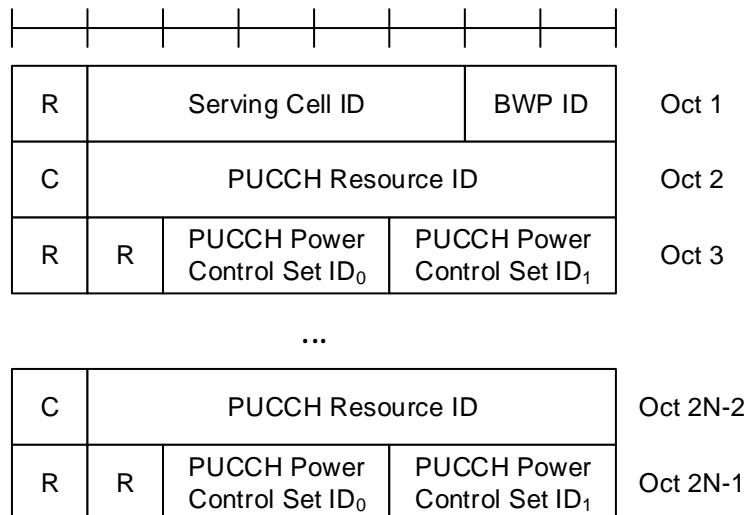 R Serving Cell ID BWP ID Oct 1
C PUCCH Resource ID Oct 2
R R PUCCH Power Control Set ID₀ PUCCH Power Control Set ID₁ Oct 3
...
C PUCCH Resource ID Oct 2N-2
R R PUCCH Power Control Set ID₀ PUCCH Power Control Set ID₁ Oct 2N-1